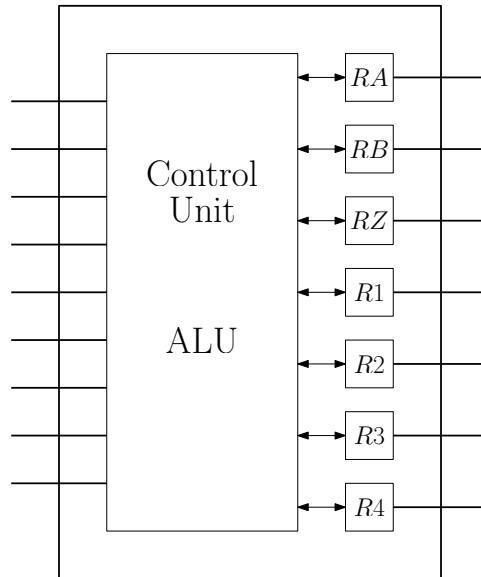 Control
Unit
ALU
RA
RB
RZ
R1
R2
R3
R4